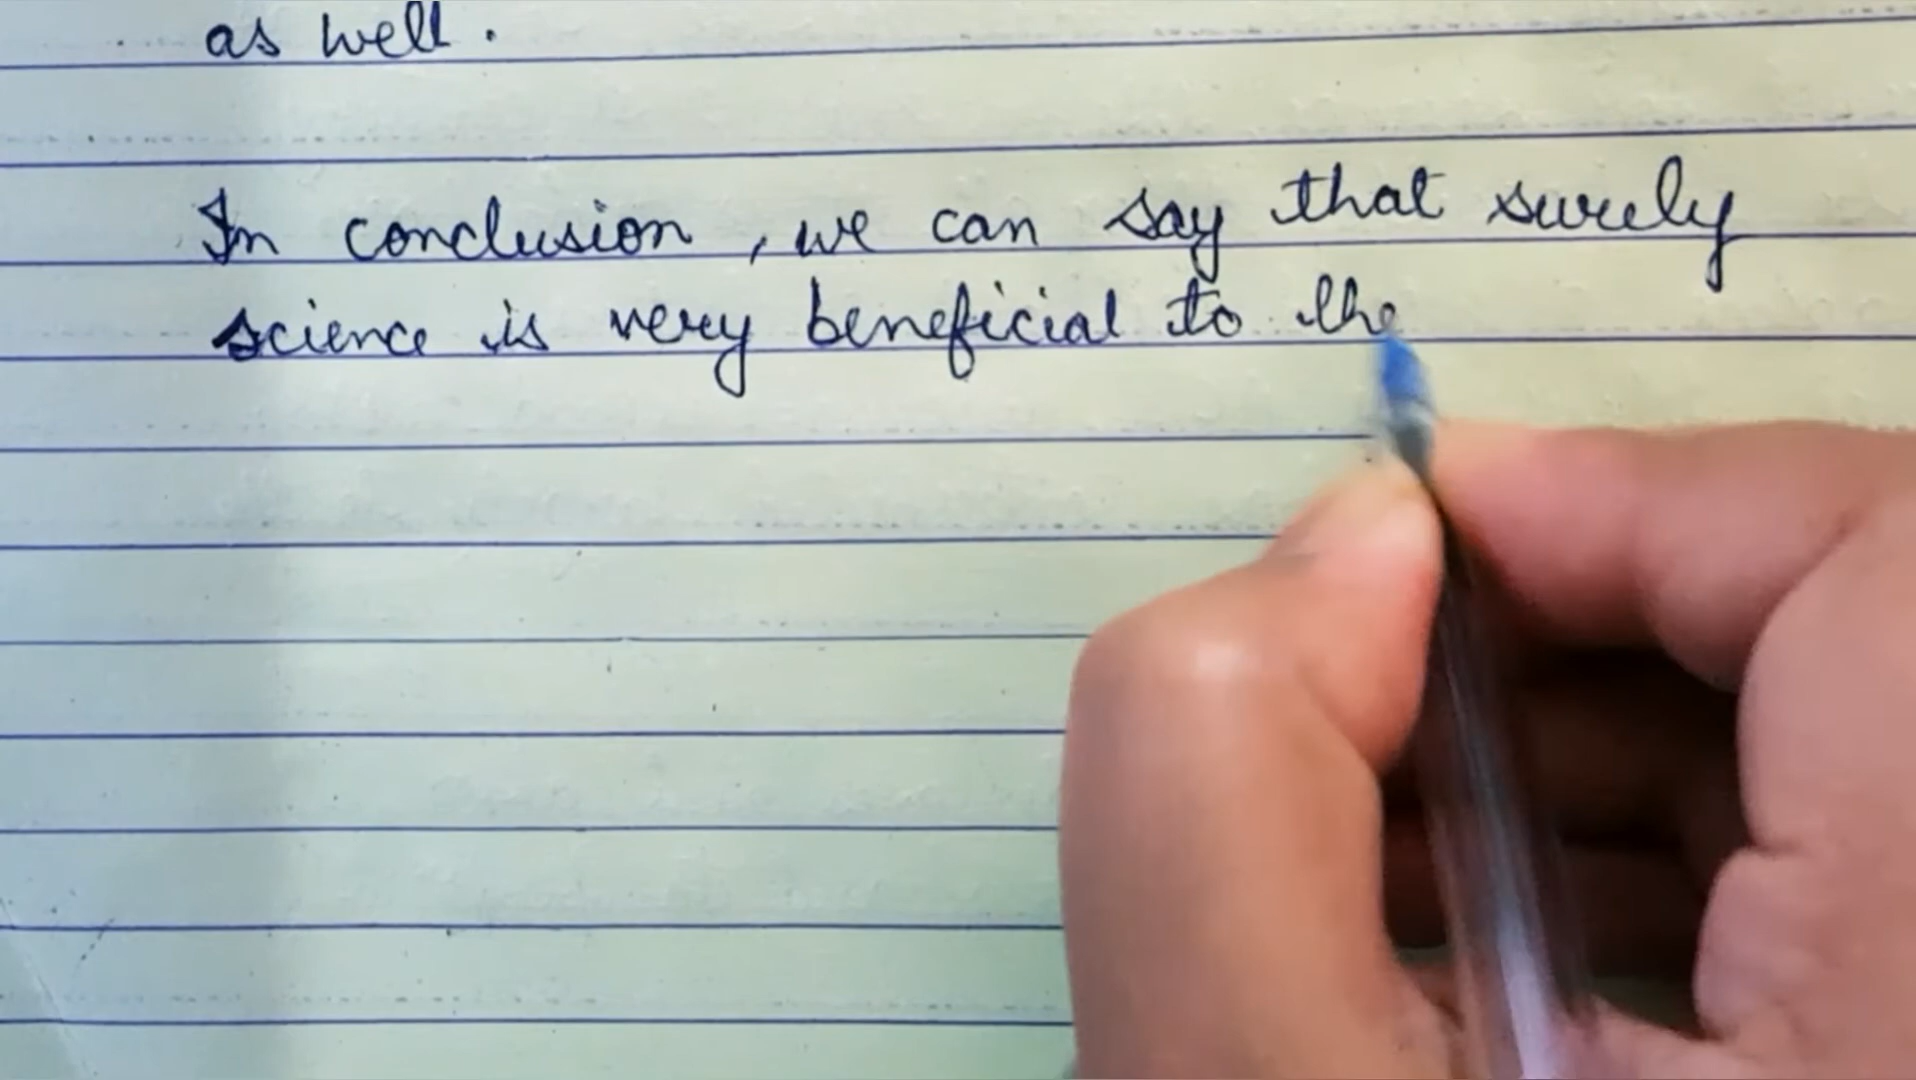 as well.
In conclusion, we can say that surely
science is very beneficial to the